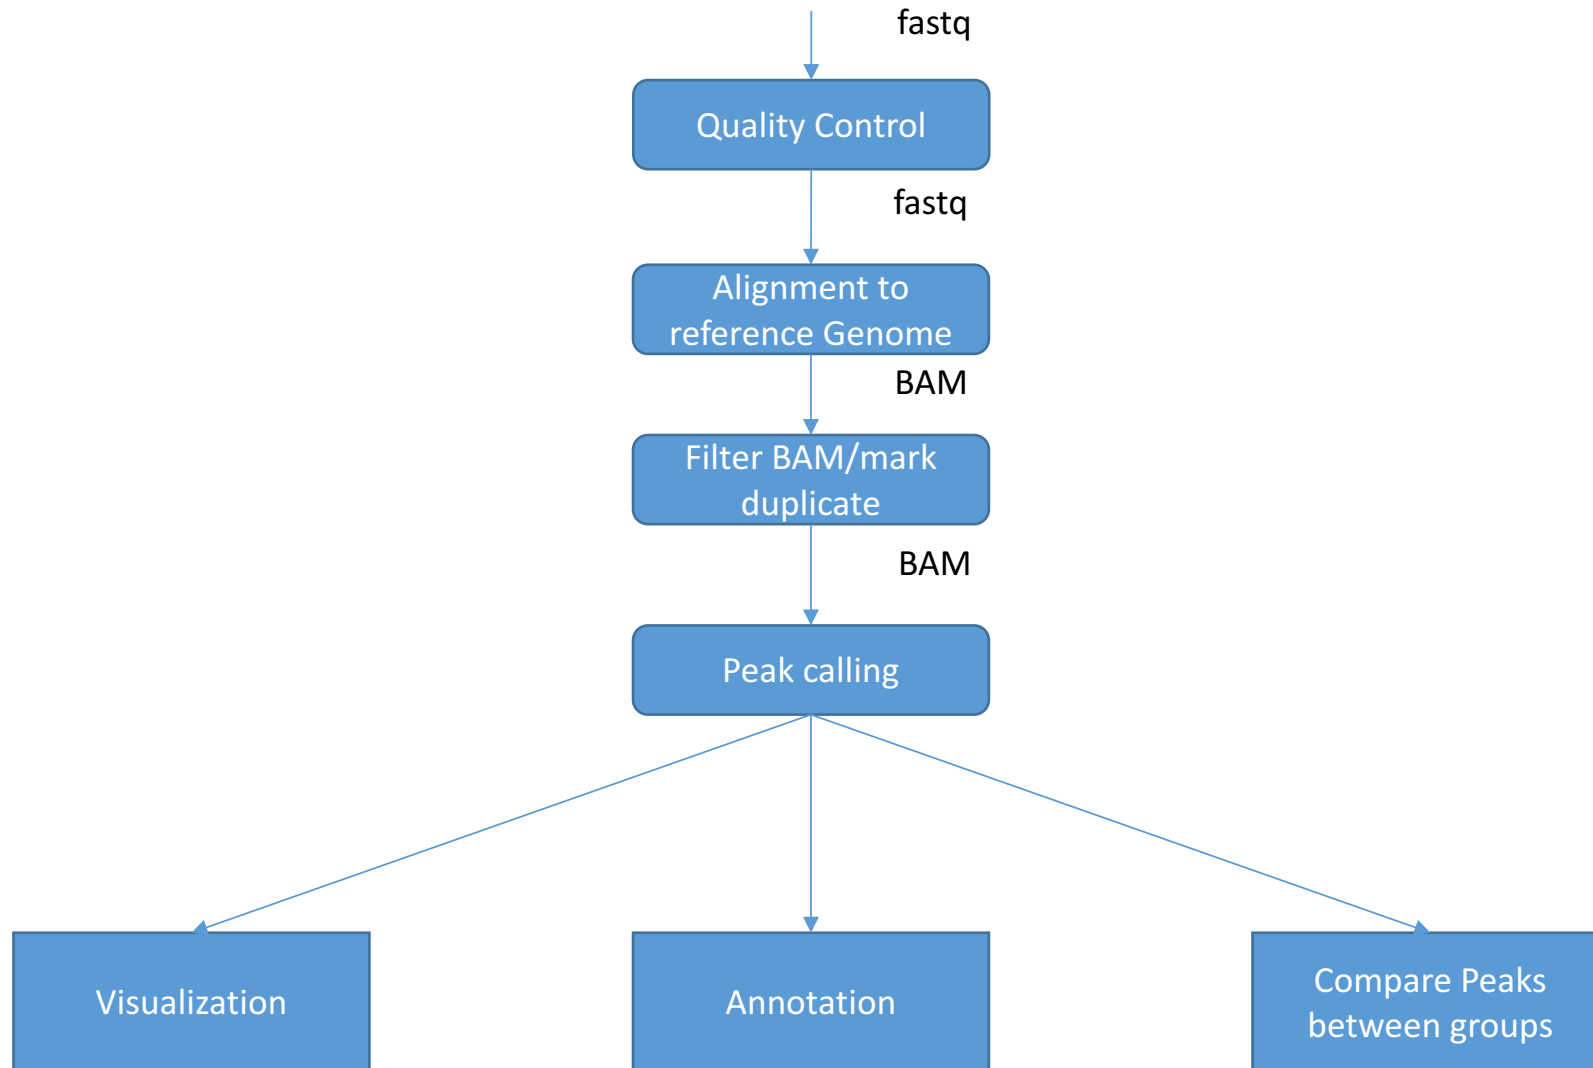 fastq
Quality Control
fastq
Alignment to
reference Genome
BAM
Filter BAM/mark
duplicate
BAM
Peak calling
Visualization
Annotation
Compare Peaks
between groups